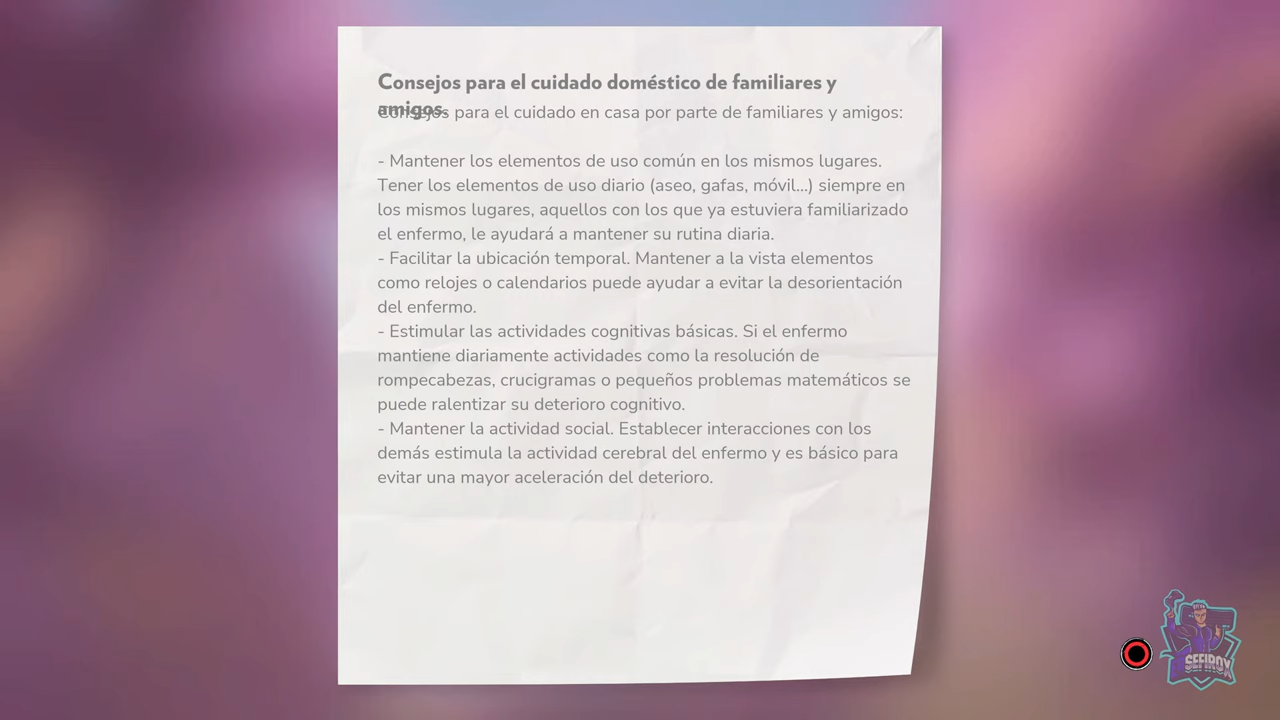 Consejos para el cuidado doméstico de familiares y
amigos.
Consejos para el cuidado en casa por parte de familiares y amigos:
- Mantener los elementos de uso común en los mismos lugares.
Tener los elementos de uso diario (aseo, gafas, móvil...) siempre en
los mismos lugares, aquellos con los que ya estuviera familiarizado
el enfermo, le ayudará a mantener su rutina diaria.
- Facilitar la ubicación temporal. Mantener a la vista elementos
como relojes o calendarios puede ayudar a evitar la desorientación
del enfermo.
- Estimular las actividades cognitivas básicas. Si el enfermo
mantiene diariamente actividades como la resolución de
rompecabezas, crucigramas o pequeños problemas matemáticos se
puede ralentizar su deterioro cognitivo.
- Mantener la actividad social. Establecer interacciones con los
demás estimula la actividad cerebral del enfermo y es básico para
evitar una mayor aceleración del deterioro.
SEFIROX